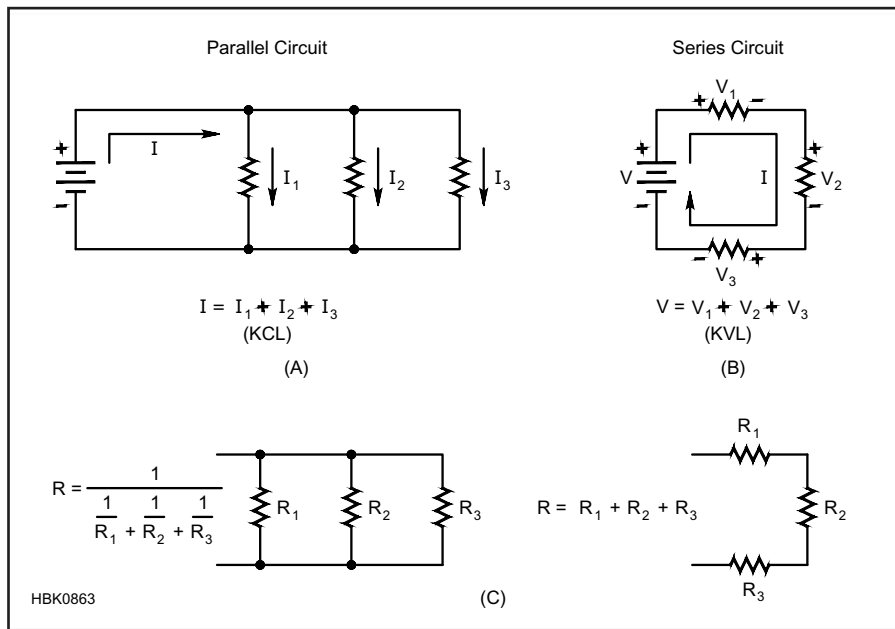 Parallel Circuit
Series Circuit
+
I
−
I1
I2
I3
+ V1 −
+
V
−
I
+
V2
−
− V3 +
I = I1 + I2 + I3
(KCL)
(A)
V = V1 + V2 + V3
(KVL)
(B)
R = 1 / (1/R1 + 1/R2 + 1/R3)
R1
R2
R3
R = R1 + R2 + R3
R1
R2
R3
HBK0863
(C)